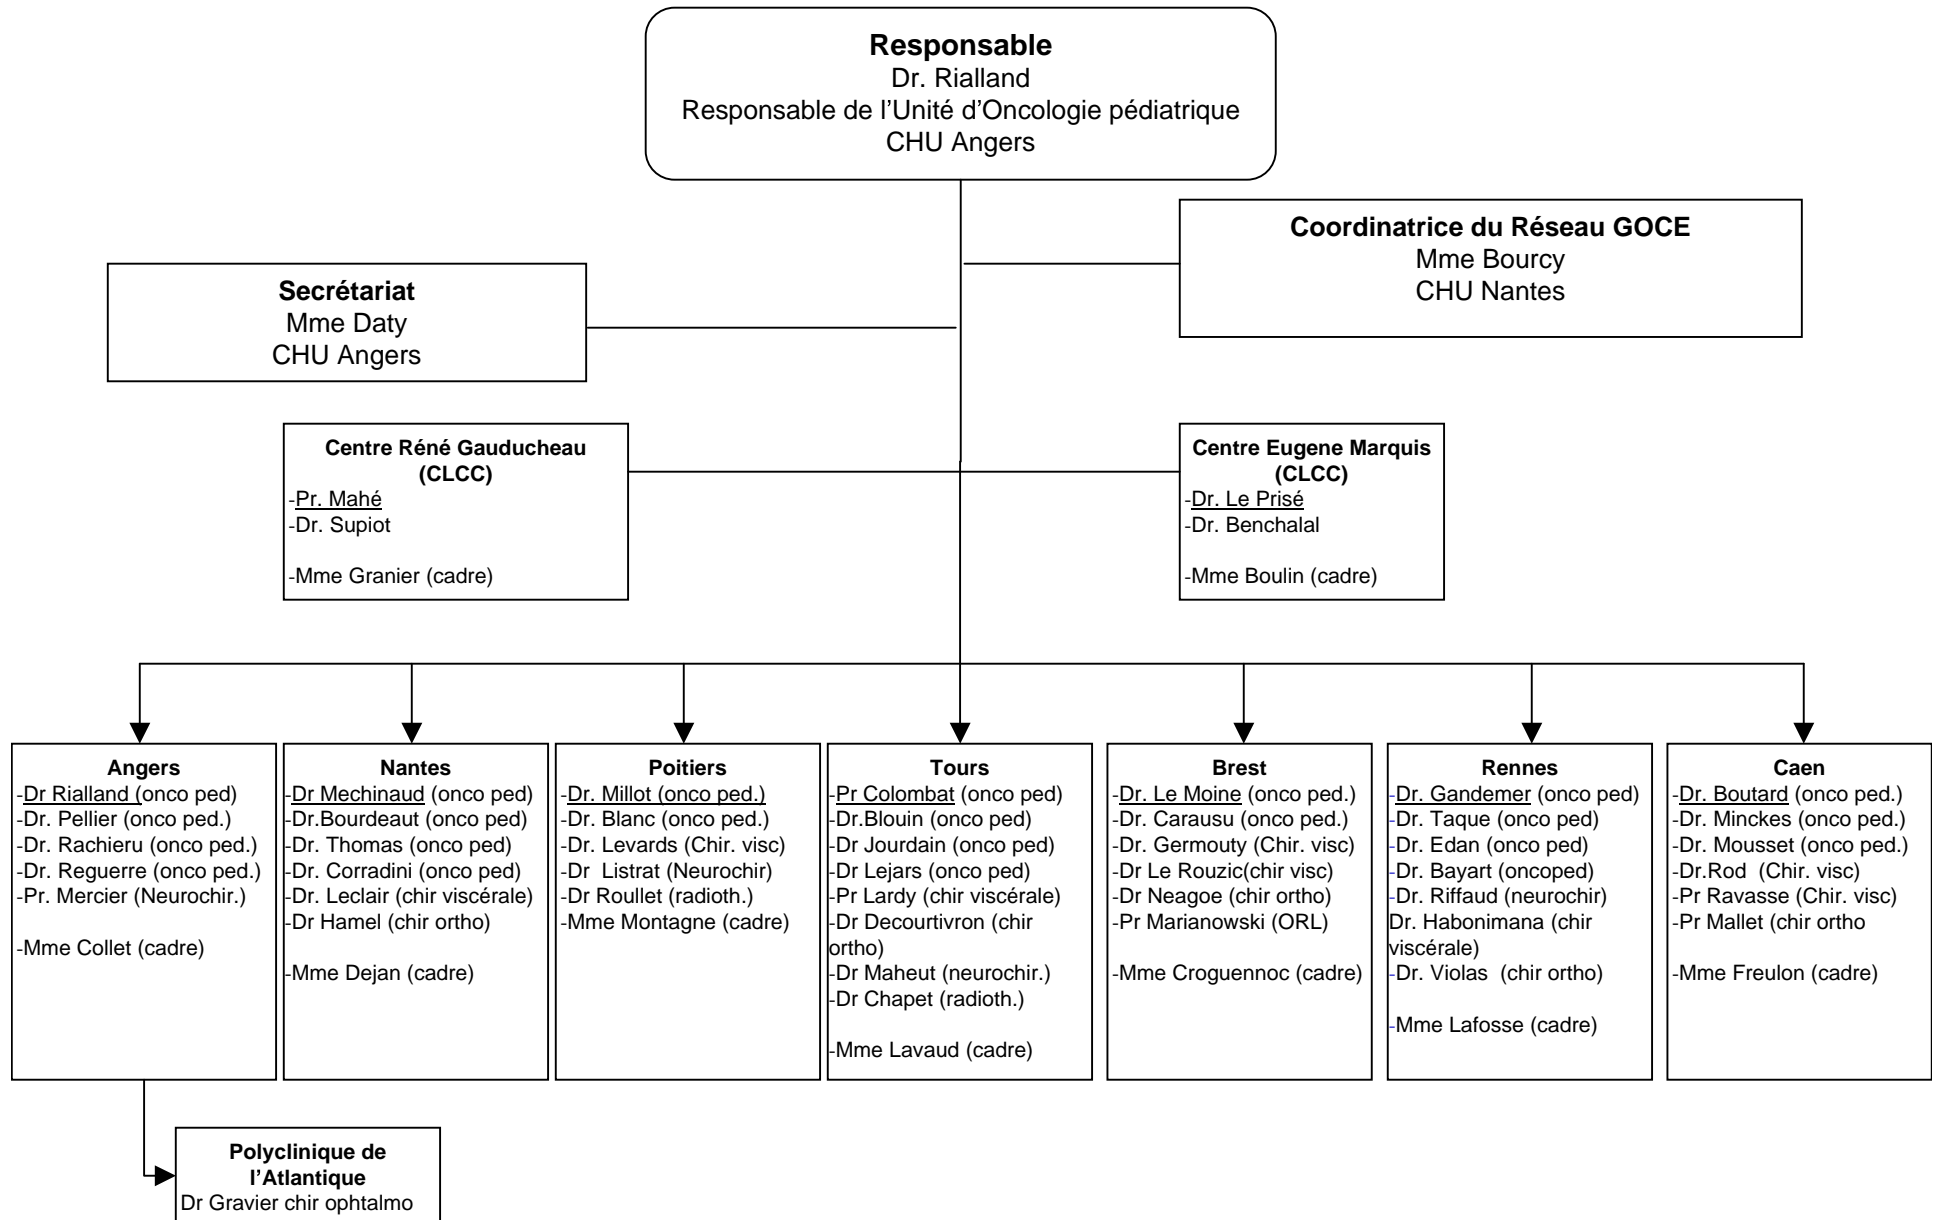 Responsable
Dr. Rialland
Responsable de l'Unité d'Oncologie pédiatrique
CHU Angers
Coordinatrice du Réseau GOCE
Mme Bourcy
CHU Nantes
Secrétariat
Mme Daty
CHU Angers
Centre Réné Gauducheau
(CLCC)
-Pr. Mahé
-Dr. Supiot
-Mme Granier (cadre)
Centre Eugene Marquis
(CLCC)
-Dr. Le Prisé
-Dr. Benchalal
-Mme Boulin (cadre)
Angers
-Dr Rialland (onco ped)
-Dr. Pellier (onco ped.)
-Dr. Rachieru (onco ped.)
-Dr. Reguerre (onco ped.)
-Pr. Mercier (Neurochir.)
-Mme Collet (cadre)
Nantes
-Dr Mechinaud (onco ped)
-Dr.Bourdeaut (onco ped)
-Dr. Thomas (onco ped)
-Dr. Corradini (onco ped)
-Dr. Leclair (chir viscérale)
-Dr Hamel (chir ortho)
-Mme Dejan (cadre)
Poitiers
-Dr. Millot (onco ped.)
-Dr. Blanc (onco ped.)
-Dr. Levards (Chir. visc)
-Dr Listrat (Neurochir)
-Dr Roullet (radioth.)
-Mme Montagne (cadre)
Tours
-Pr Colombat (onco ped)
-Dr.Blouin (onco ped)
-Dr Jourdain (onco ped)
-Dr Lejars (onco ped)
-Pr Lardy (chir viscérale)
-Dr Decourtivron (chir
ortho)
-Dr Maheut (neurochir.)
-Dr Chapet (radioth.)
-Mme Lavaud (cadre)
Brest
-Dr. Le Moine (onco ped.)
-Dr. Carausu (onco ped.)
-Dr. Germouty (Chir. visc)
-Dr Le Rouzic(chir visc)
-Dr Neagoe (chir ortho)
-Pr Marianowski (ORL)
-Mme Croguennoc (cadre)
Rennes
-Dr. Gandemer (onco ped)
-Dr. Taque (onco ped)
-Dr. Edan (onco ped)
-Dr. Bayart (oncoped)
-Dr. Riffaud (neurochir)
Dr. Habonimana (chir
viscérale)
-Dr. Violas (chir ortho)
-Mme Lafosse (cadre)
Caen
-Dr. Boutard (onco ped.)
-Dr. Minckes (onco ped.)
-Dr. Mousset (onco ped.)
-Dr.Rod (Chir. visc)
-Pr Ravasse (Chir. visc)
-Pr Mallet (chir ortho
-Mme Freulon (cadre)
Polyclinique de
l'Atlantique
Dr Gravier chir ophtalmo